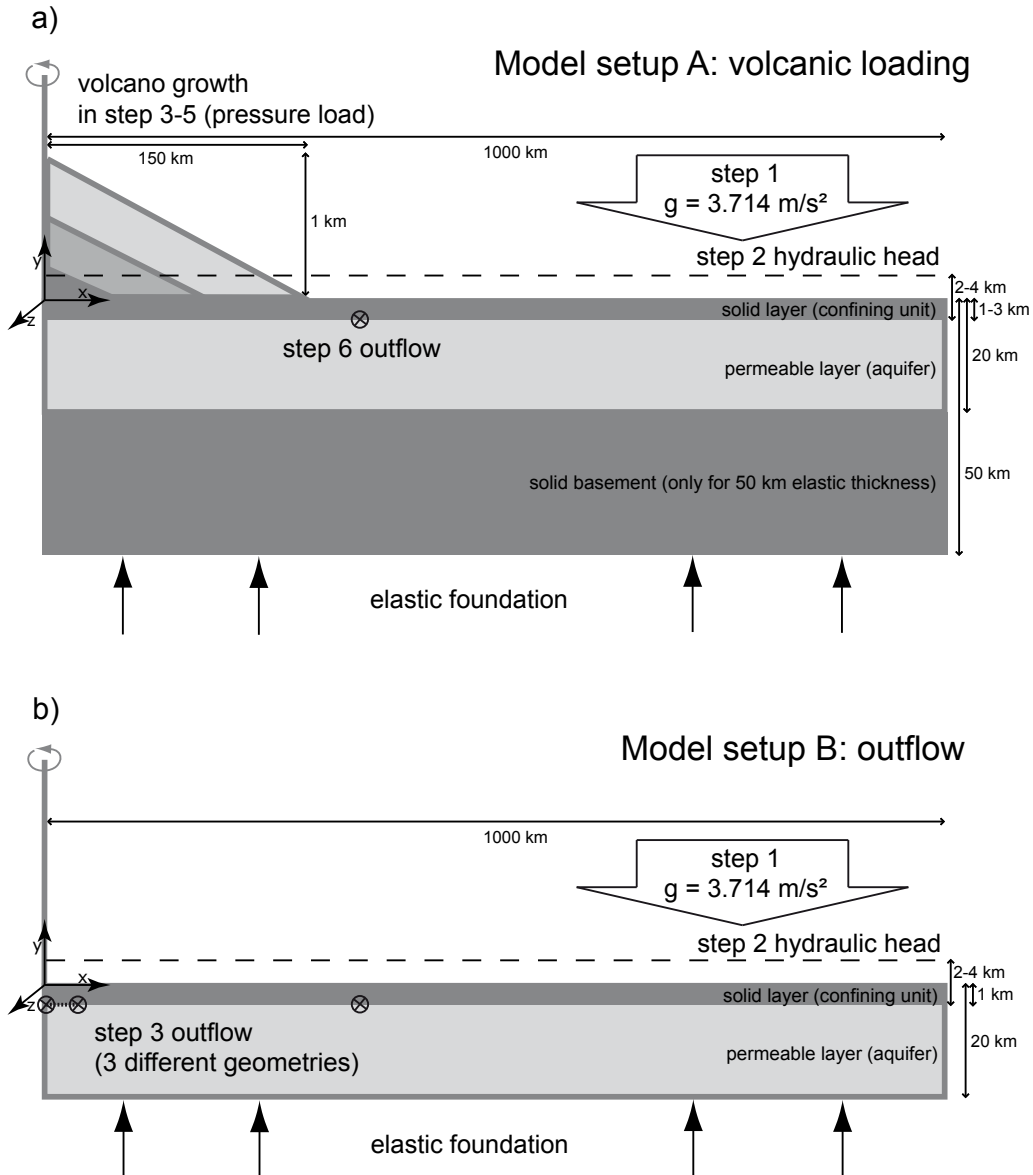 a)
Model setup A: volcanic loading
volcano growth
in step 3-5 (pressure load)
150 km
1000 km
1 km
step 1
g = 3.714 m/s²
step 2 hydraulic head
y
x
z
2-4 km
solid layer (confining unit)
1-3 km
step 6 outflow
20 km
permeable layer (aquifer)
50 km
solid basement (only for 50 km elastic thickness)
elastic foundation
b)
Model setup B: outflow
1000 km
step 1
g = 3.714 m/s²
step 2 hydraulic head
y
x
z
2-4 km
solid layer (confining unit)
1 km
step 3 outflow
(3 different geometries)
20 km
permeable layer (aquifer)
elastic foundation